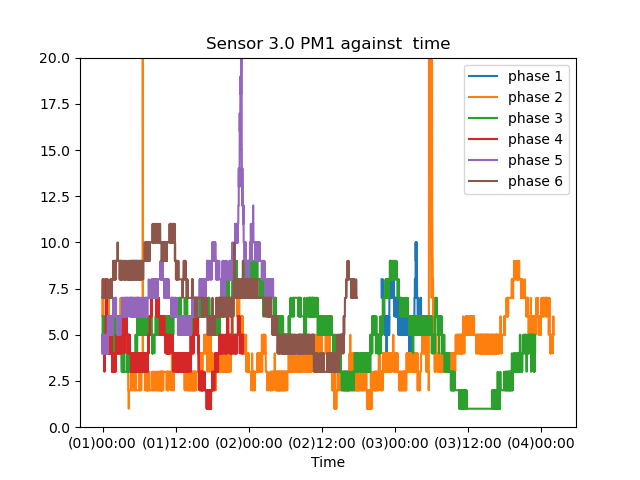 Sensor 3.0 PM1 against  time
20.0
17.5
15.0
12.5
10.0
7.5
5.0
2.5
0.0
phase 1
phase 2
phase 3
phase 4
phase 5
phase 6
(01)00:00 (01)12:00 (02)00:00 (02)12:00 (03)00:00 (03)12:00 (04)00:00
Time